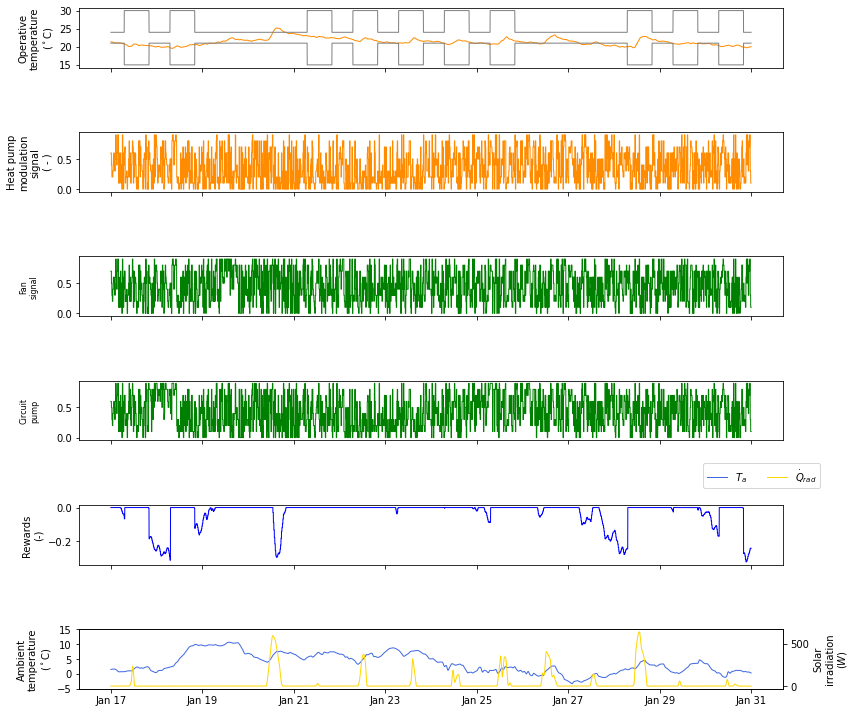 Operative
temperature
(°C)
30
25
20
15
Heat pump
modulation
signal
( - )
0.5
0.0
Fan
signal
0.5
0.0
Circuit
pump
0.5
0.0
T_a Q̇_rad
Rewards
(-)
0.0
−0.2
Ambient
temperature
(°C)
15
10
5
0
−5
500
0
Solar
irradiation
(W)
Jan 17 Jan 19 Jan 21 Jan 23 Jan 25 Jan 27 Jan 29 Jan 31